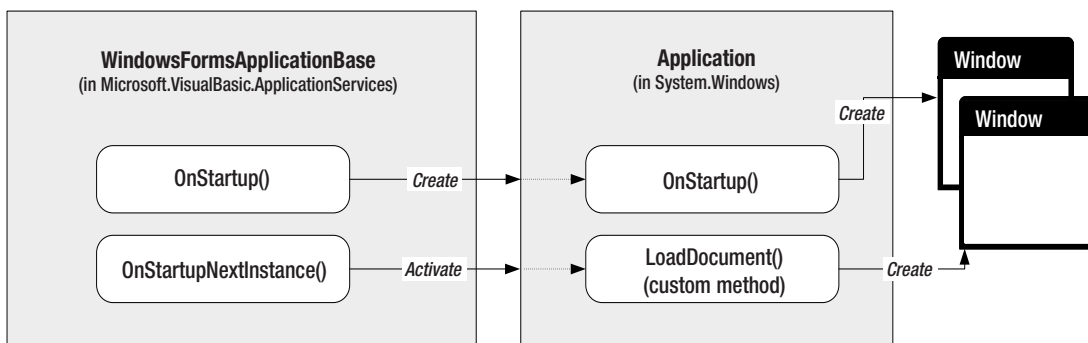 WindowsFormsApplicationBase
(in Microsoft.VisualBasic.ApplicationServices)
OnStartup()
Create
OnStartupNextInstance()
Activate
Application
(in System.Windows)
OnStartup()
Create
LoadDocument()
(custom method)
Create
Window
Window